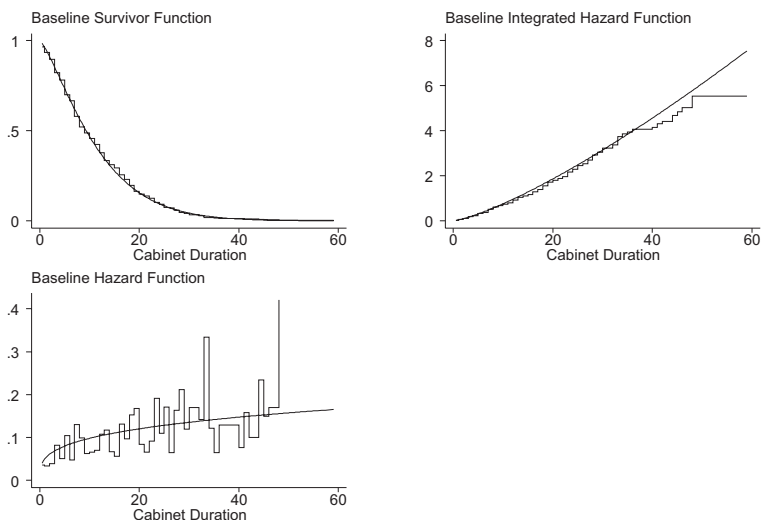 Baseline Survivor Function
1
.5
0
0 20 40 60
Cabinet Duration
Baseline Integrated Hazard Function
8
6
4
2
0
0 20 40 60
Cabinet Duration
Baseline Hazard Function
.4
.3
.2
.1
0
0 20 40 60
Cabinet Duration